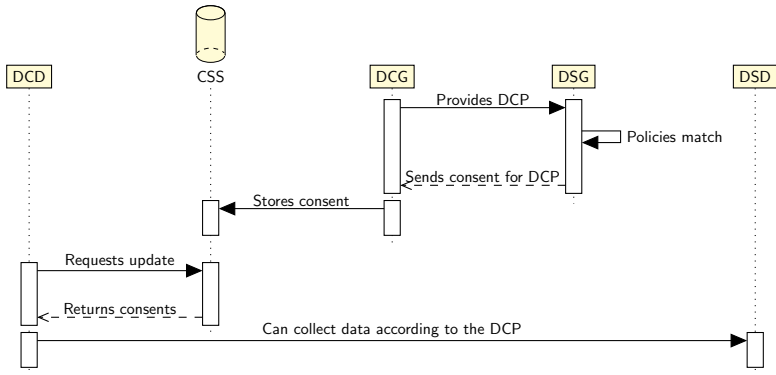 DCD
CSS
DCG
DSG
DSD
Provides DCP
Policies match
Sends consent for DCP
Stores consent
Requests update
Returns consents
Can collect data according to the DCP